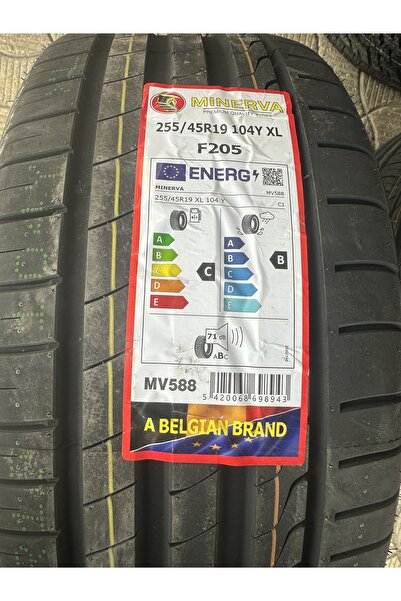 MINERVA
PREMIUM QUALITY TYRES
255/45R19 104Y XL
F205
ENERG
MINERVA MV588
255/45R19 XL 104 Y C1
A A
B B
C C
D D
E E
C B
71 dB
ABC
MV588
5 420068 698943
A BELGIAN BRAND